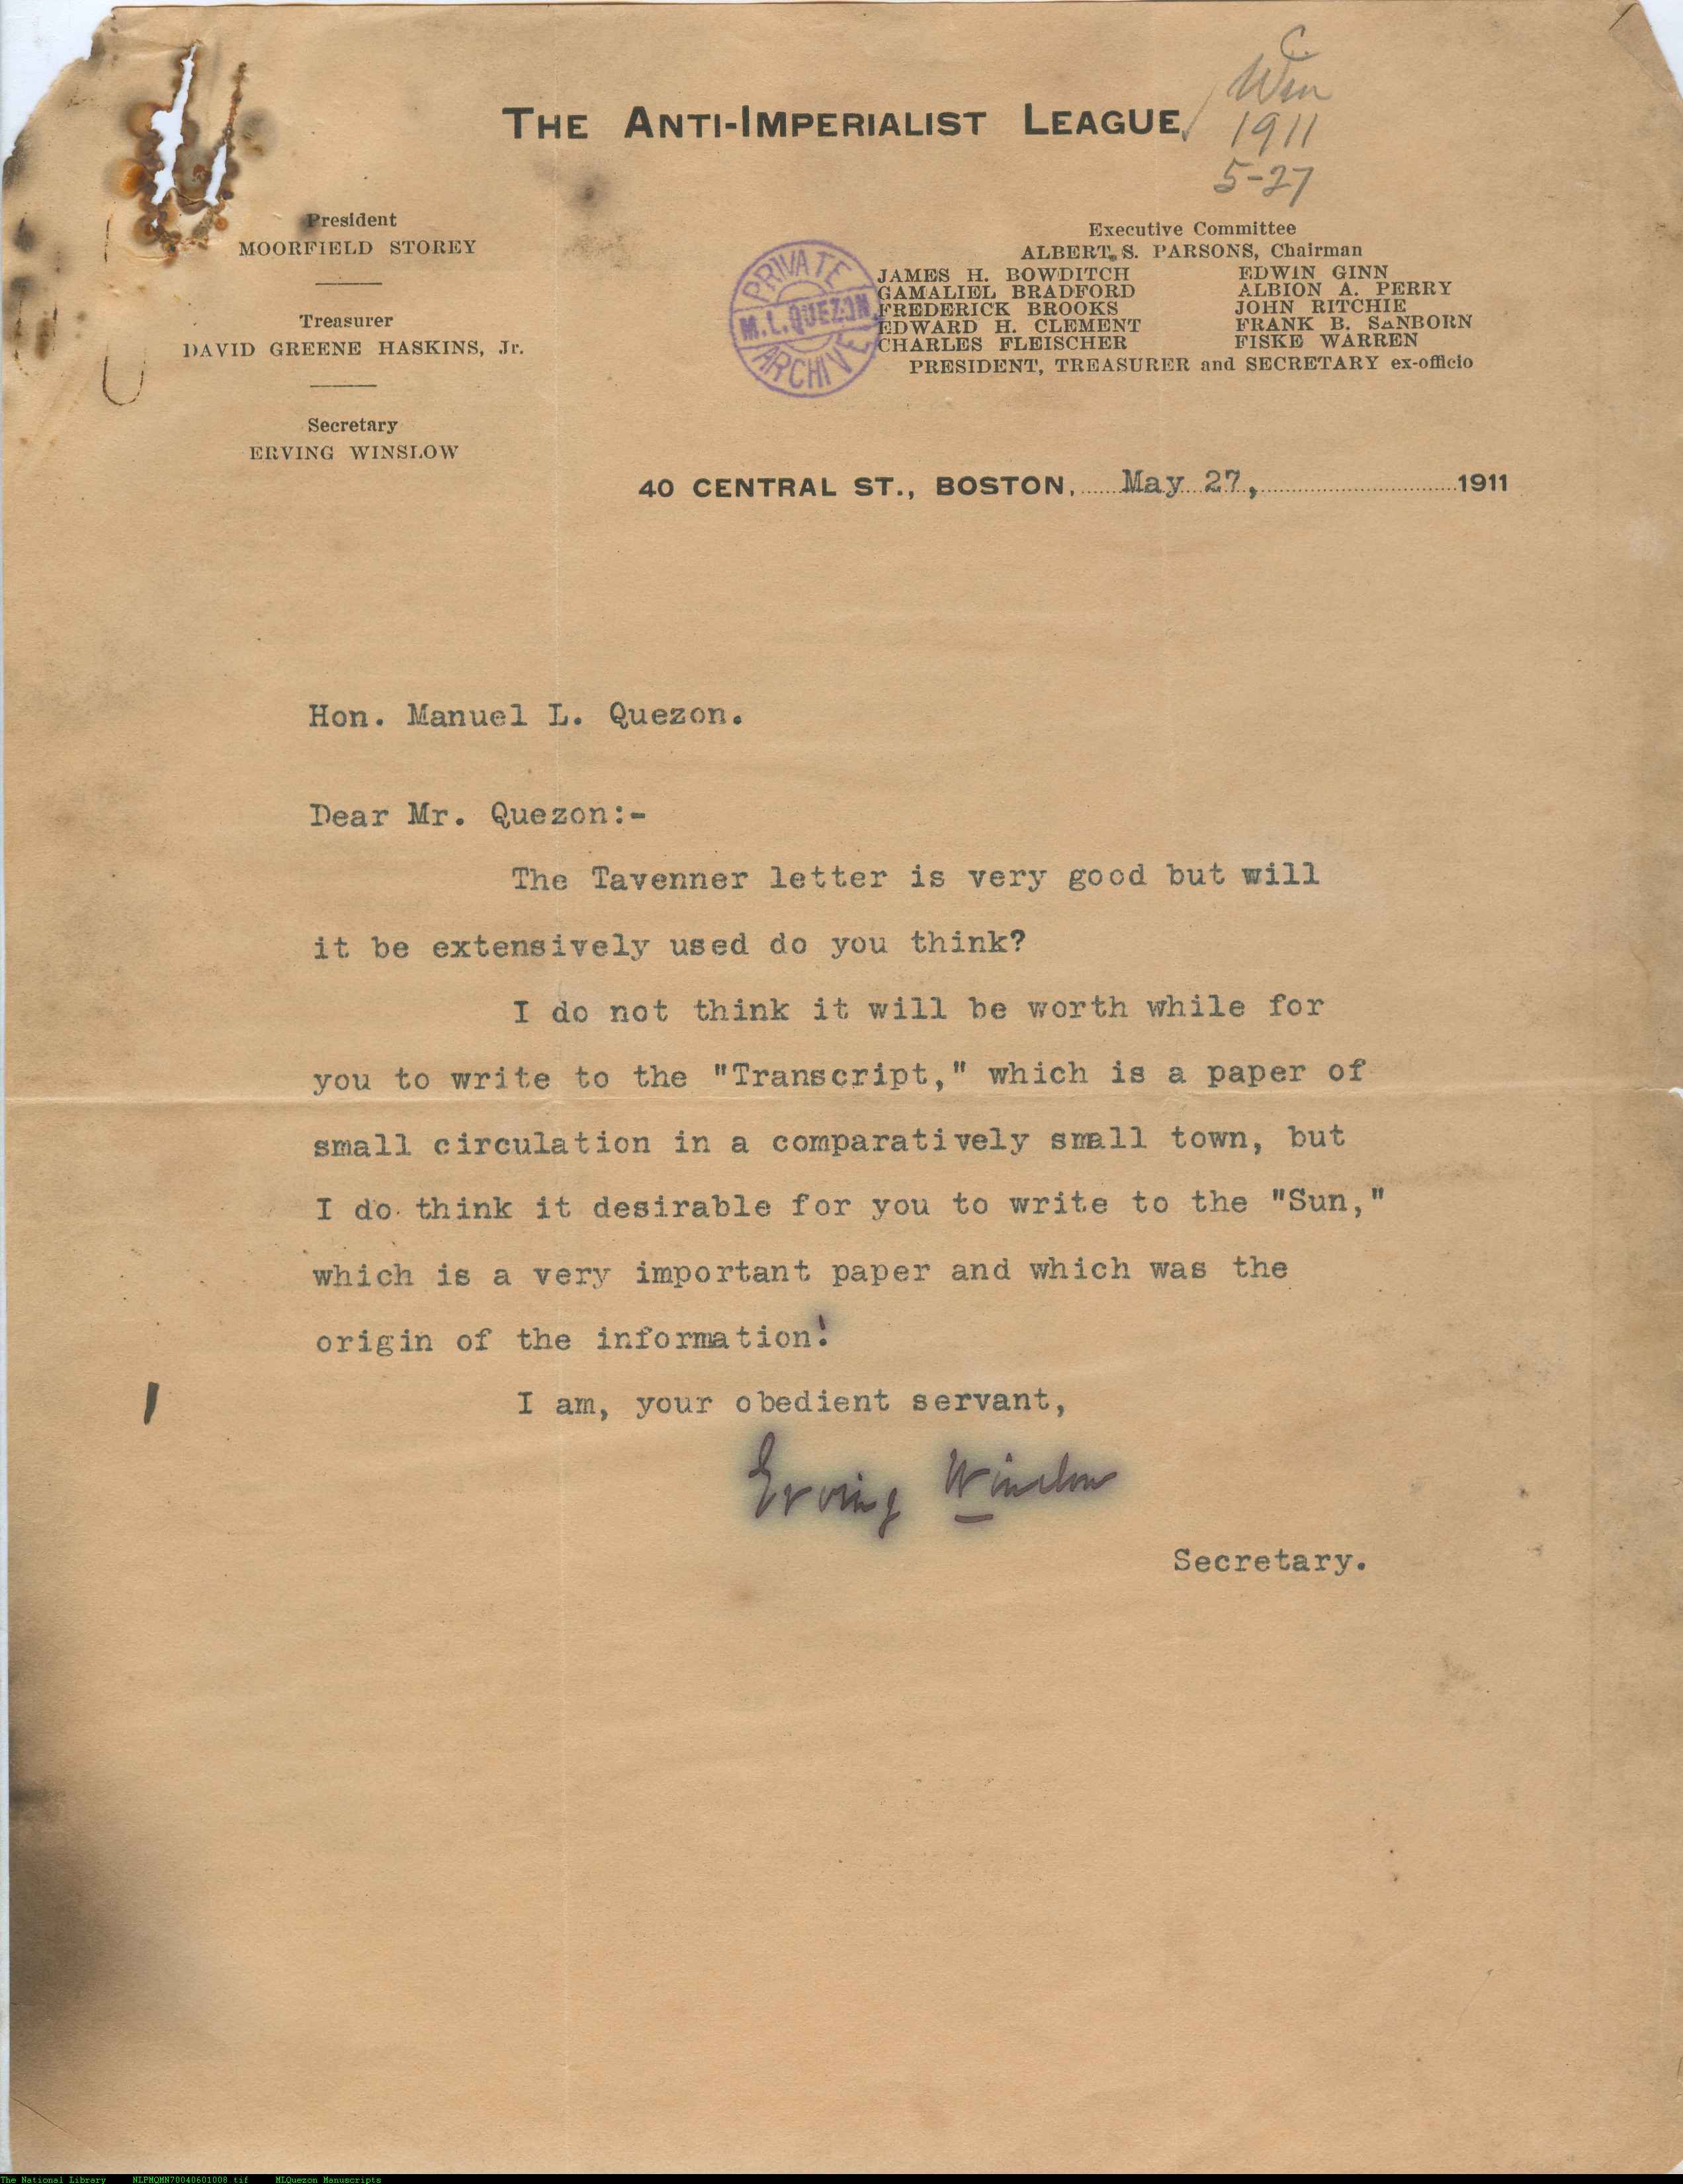 C.
Win
1911
5-27
THE ANTI-IMPERIALIST LEAGUE,
President
MOORFIELD STOREY
Treasurer
DAVID GREENE HASKINS, Jr.
Secretary
ERVING WINSLOW
PRIVATE
M.L.QUEZON
ARCHIVE
Executive Committee
ALBERT S. PARSONS, Chairman
JAMES H. BOWDITCH EDWIN GINN
GAMALIEL BRADFORD ALBION A. PERRY
FREDERICK BROOKS JOHN RITCHIE
EDWARD H. CLEMENT FRANK B. SANBORN
CHARLES FLEISCHER FISKE WARREN
PRESIDENT, TREASURER and SECRETARY ex-officio
40 CENTRAL ST., BOSTON, May 27, 1911
Hon. Manuel L. Quezon.
Dear Mr. Quezon:-
The Tavenner letter is very good but will
it be extensively used do you think?
I do not think it will be worth while for
you to write to the "Transcript," which is a paper of
small circulation in a comparatively small town, but
I do think it desirable for you to write to the "Sun,"
which is a very important paper and which was the
origin of the information!
I am, your obedient servant,
Erving Winslow
Secretary.
The National Library NLPMQMN70040601008.tif MLQuezon Manuscripts